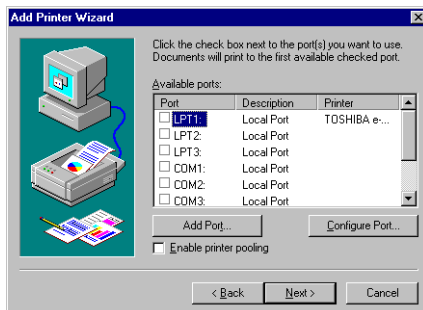 Add Printer Wizard
Click the check box next to the port(s) you want to use.
Documents will print to the first available checked port.
Available ports:
Port Description Printer
LPT1: Local Port TOSHIBA e-...
LPT2: Local Port
LPT3: Local Port
COM1: Local Port
COM2: Local Port
COM3: Local Port
Add Port... Configure Port...
Enable printer pooling
< Back Next > Cancel